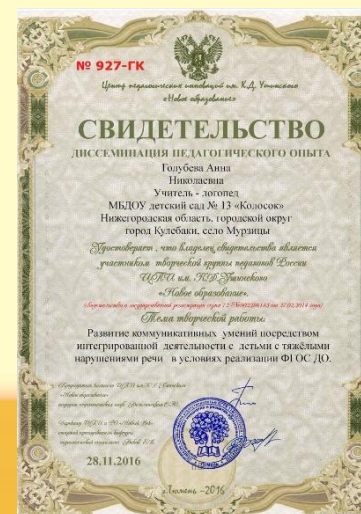 № 927-ГК
Центр педагогических инноваций им. К.Д. Ушинского
«Новое образование»
СВИДЕТЕЛЬСТВО
ДИССЕМИНАЦИЯ ПЕДАГОГИЧЕСКОГО ОПЫТА
Голубева Анна
Николаевна
Учитель - логопед
МБДОУ детский сад № 13 «Колосок»
Нижегородская область, городской округ
город Кулебаки, село Мурзицы
Удостоверяет, что владелец свидетельства является
участником творческой группы педагогов России
ЦПИ им. К.Д.Ушинского
«Новое образование».
Тема творческой работы:
Развитие коммуникативных умений посредством
интегрированной деятельности с детьми с тяжёлыми
нарушениями речи в условиях реализации ФГОС ДО.
«Новое образование»
28.11.2016
г.Тюмень -2016